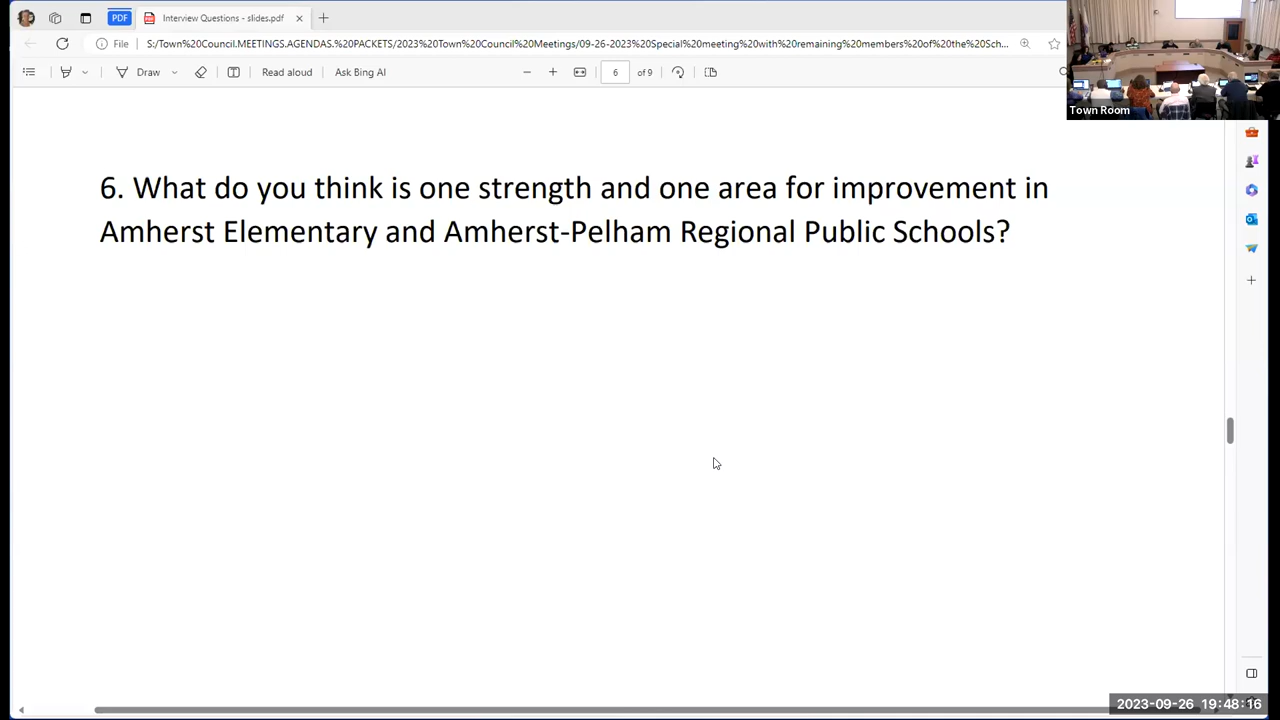 PDF
Interview Questions - slides.pdf
File
S:/Town%20Council.MEETINGS.AGENDAS.%20PACKETS/2023%20Town%20Council%20Meetings/09-26-2023%20Special%20meeting%20with%20remaining%20members%20of%20the%20Sch...
Draw
Read aloud
Ask Bing AI
6
of 9
Town Room
6. What do you think is one strength and one area for improvement in
Amherst Elementary and Amherst-Pelham Regional Public Schools?
2023-09-26 19:48:16